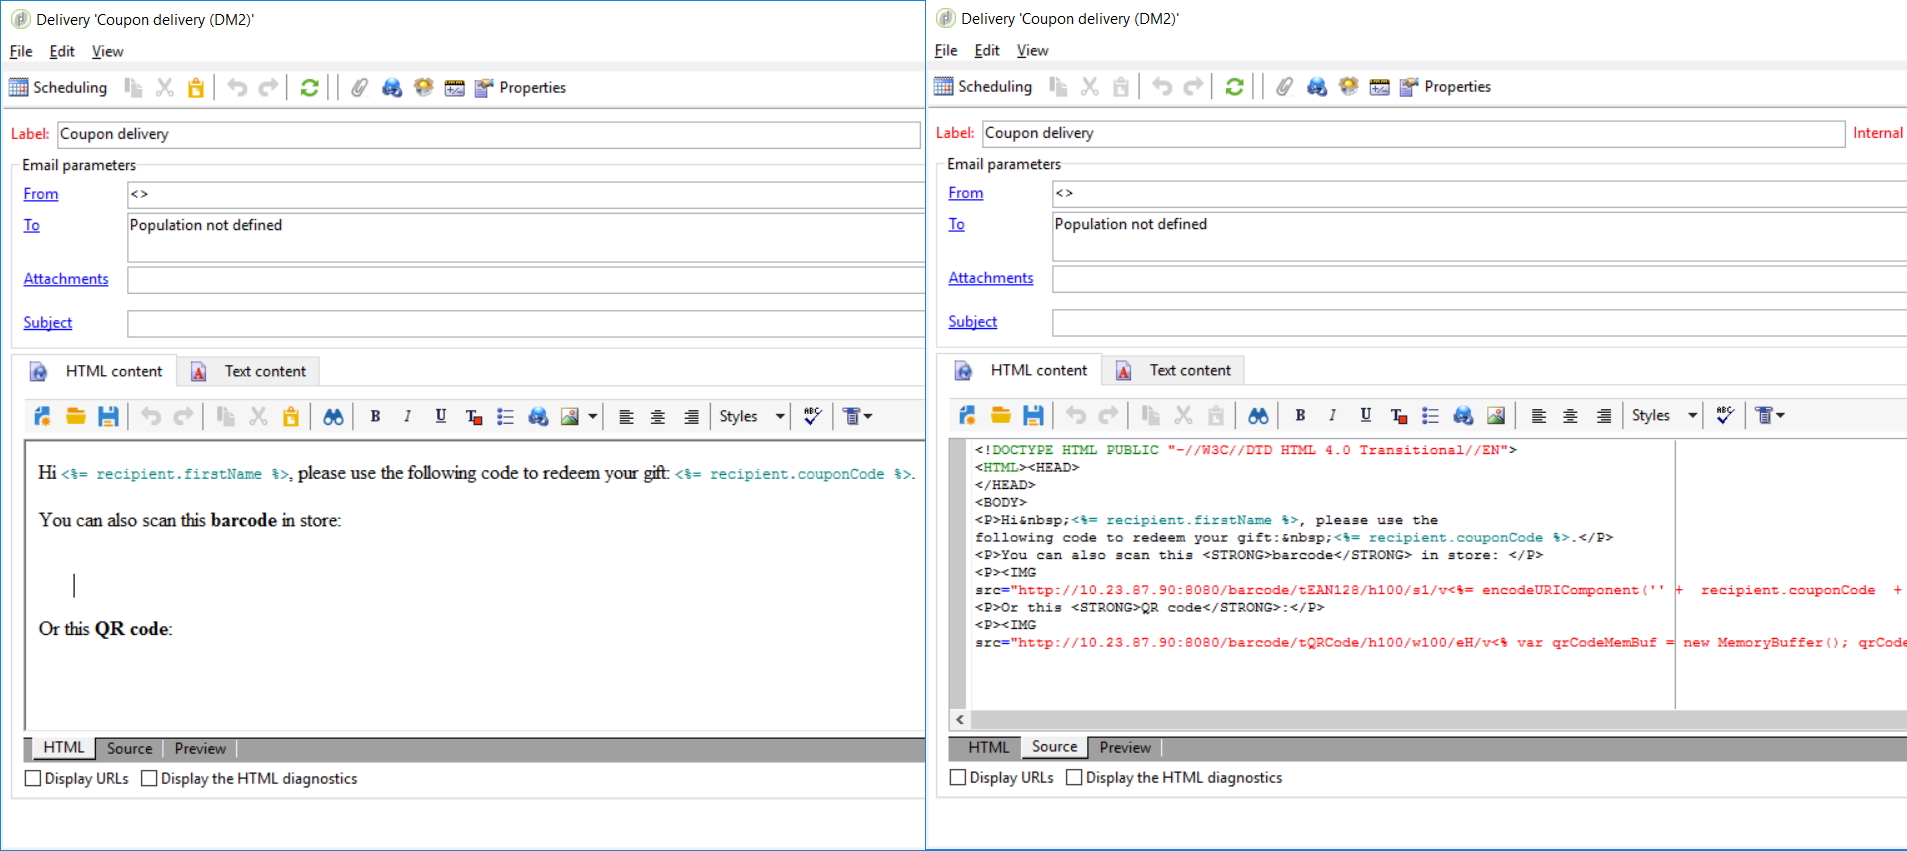 Delivery 'Coupon delivery (DM2)'
File Edit View
Scheduling Properties
Label: Coupon delivery
Email parameters
From <>
To Population not defined
Attachments
Subject
HTML content Text content
B I U T Styles ABC
Hi <%= recipient.firstName %>, please use the following code to redeem your gift: <%= recipient.couponCode %>.
You can also scan this barcode in store:
Or this QR code:
HTML Source Preview
Display URLs Display the HTML diagnostics
Delivery 'Coupon delivery (DM2)'
File Edit View
Scheduling Properties
Label: Coupon delivery Internal
Email parameters
From <>
To Population not defined
Attachments
Subject
HTML content Text content
B I U T Styles ABC
<!DOCTYPE HTML PUBLIC "-//W3C//DTD HTML 4.0 Transitional//EN">
<HTML><HEAD>
</HEAD>
<BODY>
<P>Hi&nbsp;<%= recipient.firstName %>, please use the
following code to redeem your gift:&nbsp;<%= recipient.couponCode %>.</P>
<P>You can also scan this <STRONG>barcode</STRONG> in store: </P>
<P><IMG
src="http://10.23.87.90:8080/barcode/tEAN128/h100/s1/v<%= encodeURIComponent('' + recipient.couponCode +
<P>Or this <STRONG>QR code</STRONG>:</P>
<P><IMG
src="http://10.23.87.90:8080/barcode/tQRCode/h100/w100/eH/v<% var qrCodeMemBuf = new MemoryBuffer(); qrCode
HTML Source Preview
Display URLs Display the HTML diagnostics